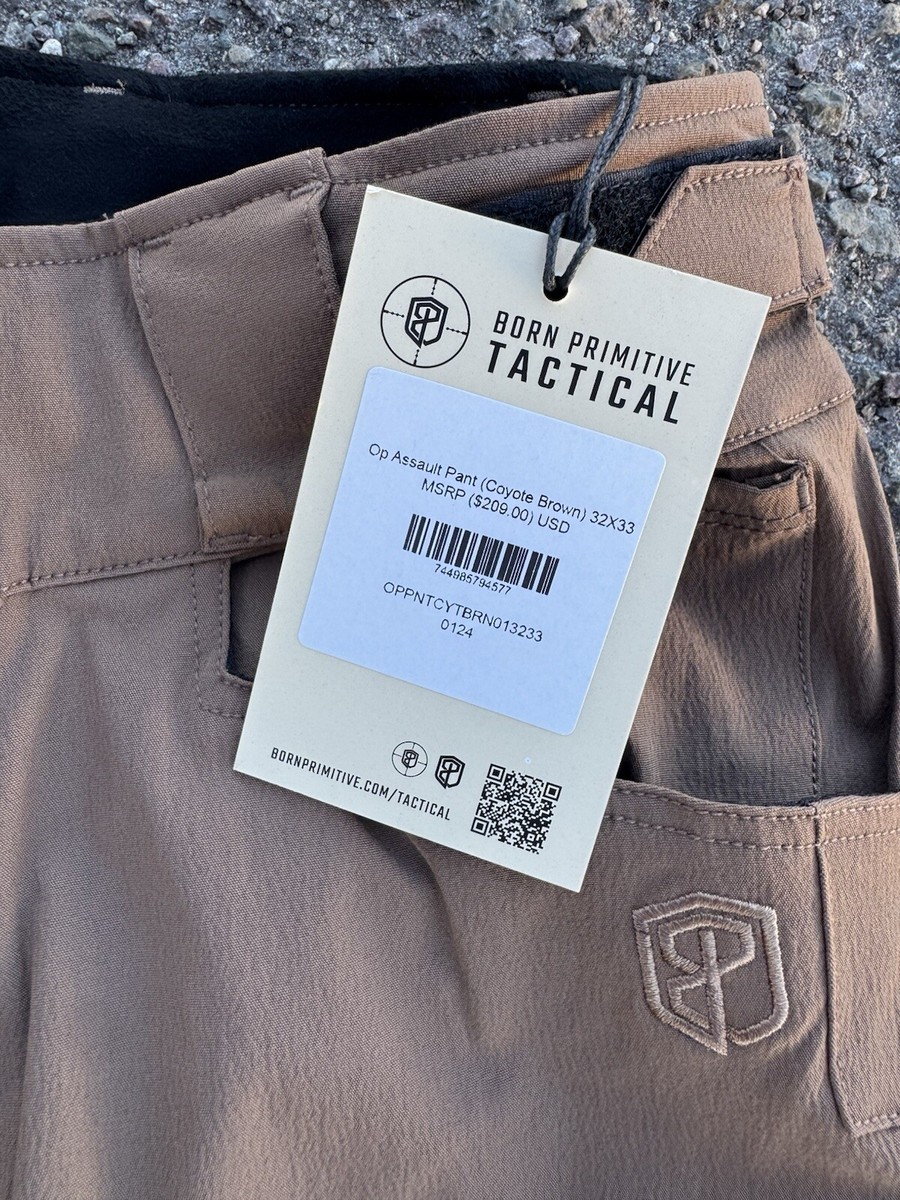 BORN PRIMITIVE
TACTICAL
Op Assault Pant (Coyote Brown) 32X33
MSRP ($209.00) USD
744985794577
OPPNTCYTBRN013233
0124
BORNPRIMITIVE.COM/TACTICAL